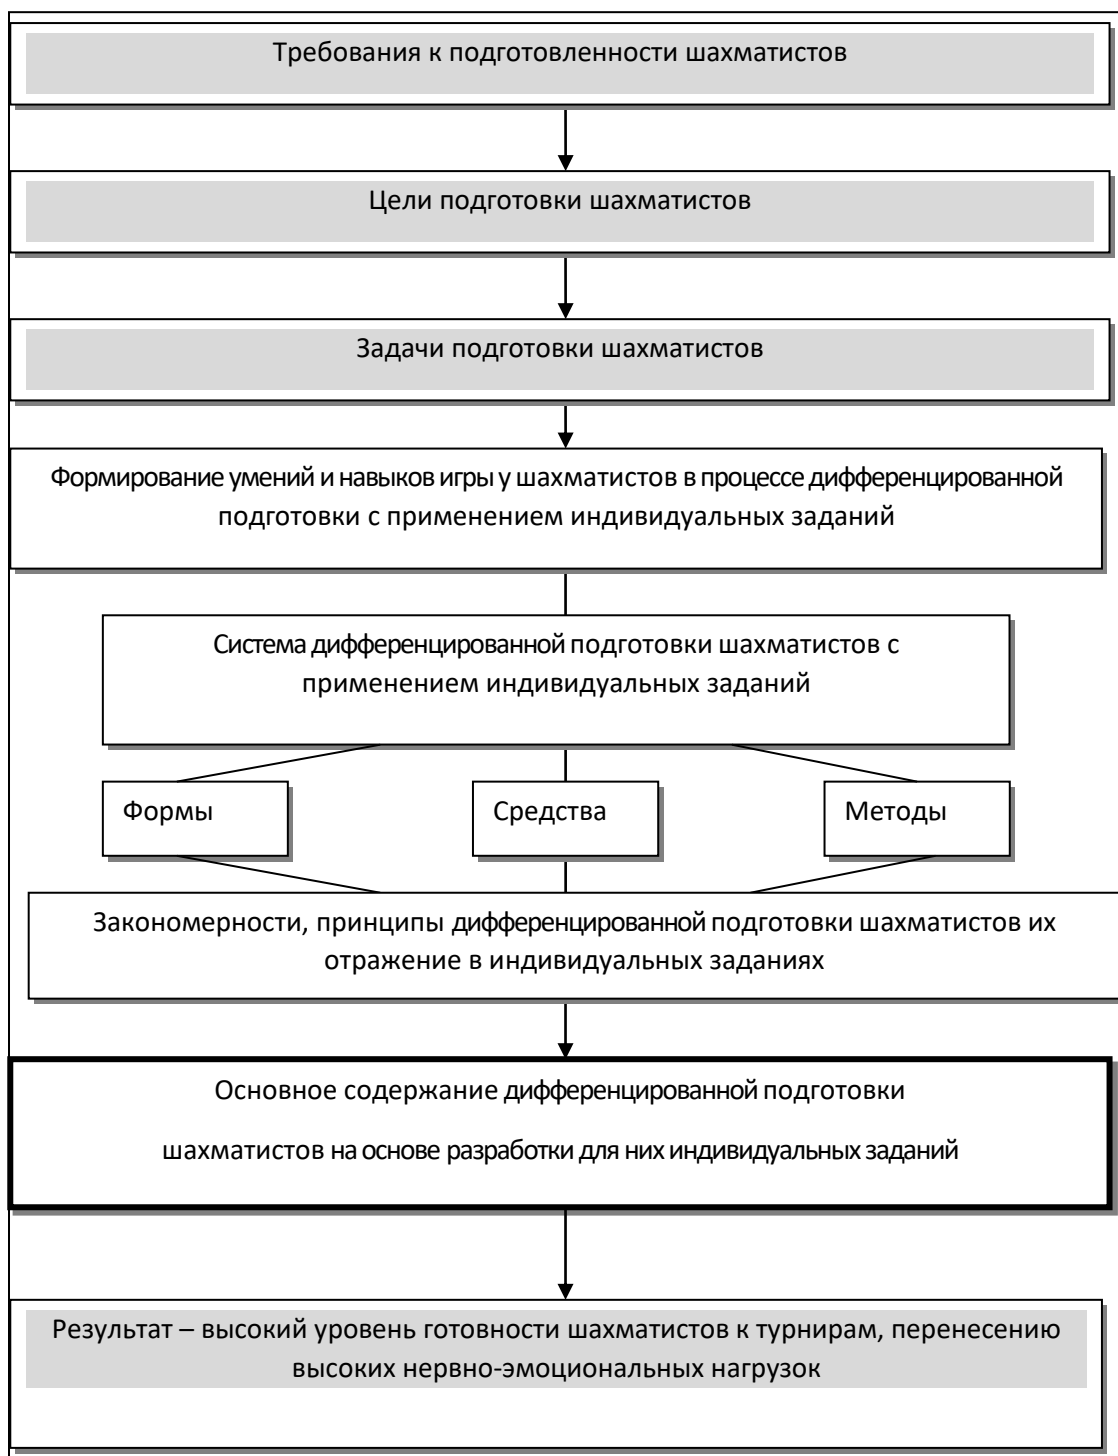 Требования к подготовленности шахматистов
Цели подготовки шахматистов
Задачи подготовки шахматистов
Формирование умений и навыков игры у шахматистов в процессе дифференцированной
подготовки с применением индивидуальных заданий
Система дифференцированной подготовки шахматистов с
применением индивидуальных заданий
Формы
Средства
Методы
Закономерности, принципы дифференцированной подготовки шахматистов их
отражение в индивидуальных заданиях
Основное содержание дифференцированной подготовки
шахматистов на основе разработки для них индивидуальных заданий
Результат – высокий уровень готовности шахматистов к турнирам, перенесению
высоких нервно-эмоциональных нагрузок